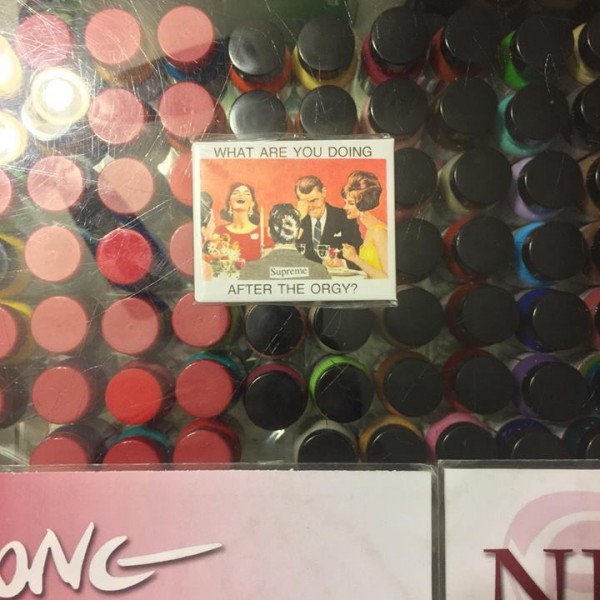 WHAT ARE YOU DOING
Supreme
AFTER THE ORGY?